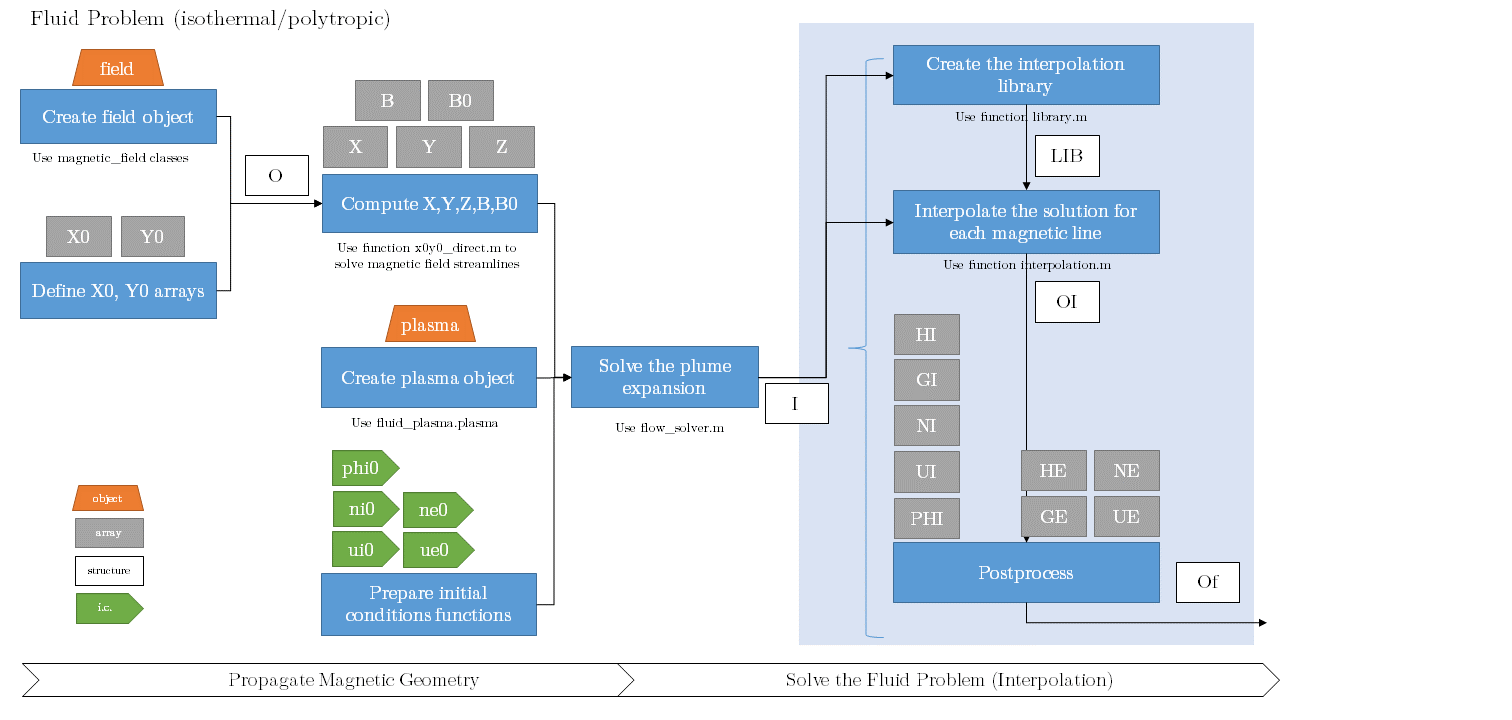 Fluid Problem (isothermal/polytropic)
field
Create field object
Use magnetic_field classes
X0
Y0
Define X0, Y0 arrays
O
B
B0
X
Y
Z
Compute X,Y,Z,B,B0
Use function x0y0_direct.m to
solve magnetic field streamlines
plasma
Create plasma object
Use fluid_plasma.plasma
phi0
ni0
ne0
ui0
ue0
Prepare initial
conditions functions
object
array
structure
i.c.
Solve the plume
expansion
Use flow_solver.m
I
Create the interpolation
library
Use function library.m
LIB
Interpolate the solution for
each magnetic line
Use function interpolation.m
OI
HI
GI
NI
UI
PHI
HE
NE
GE
UE
Postprocess
Of
Propagate Magnetic Geometry
Solve the Fluid Problem (Interpolation)